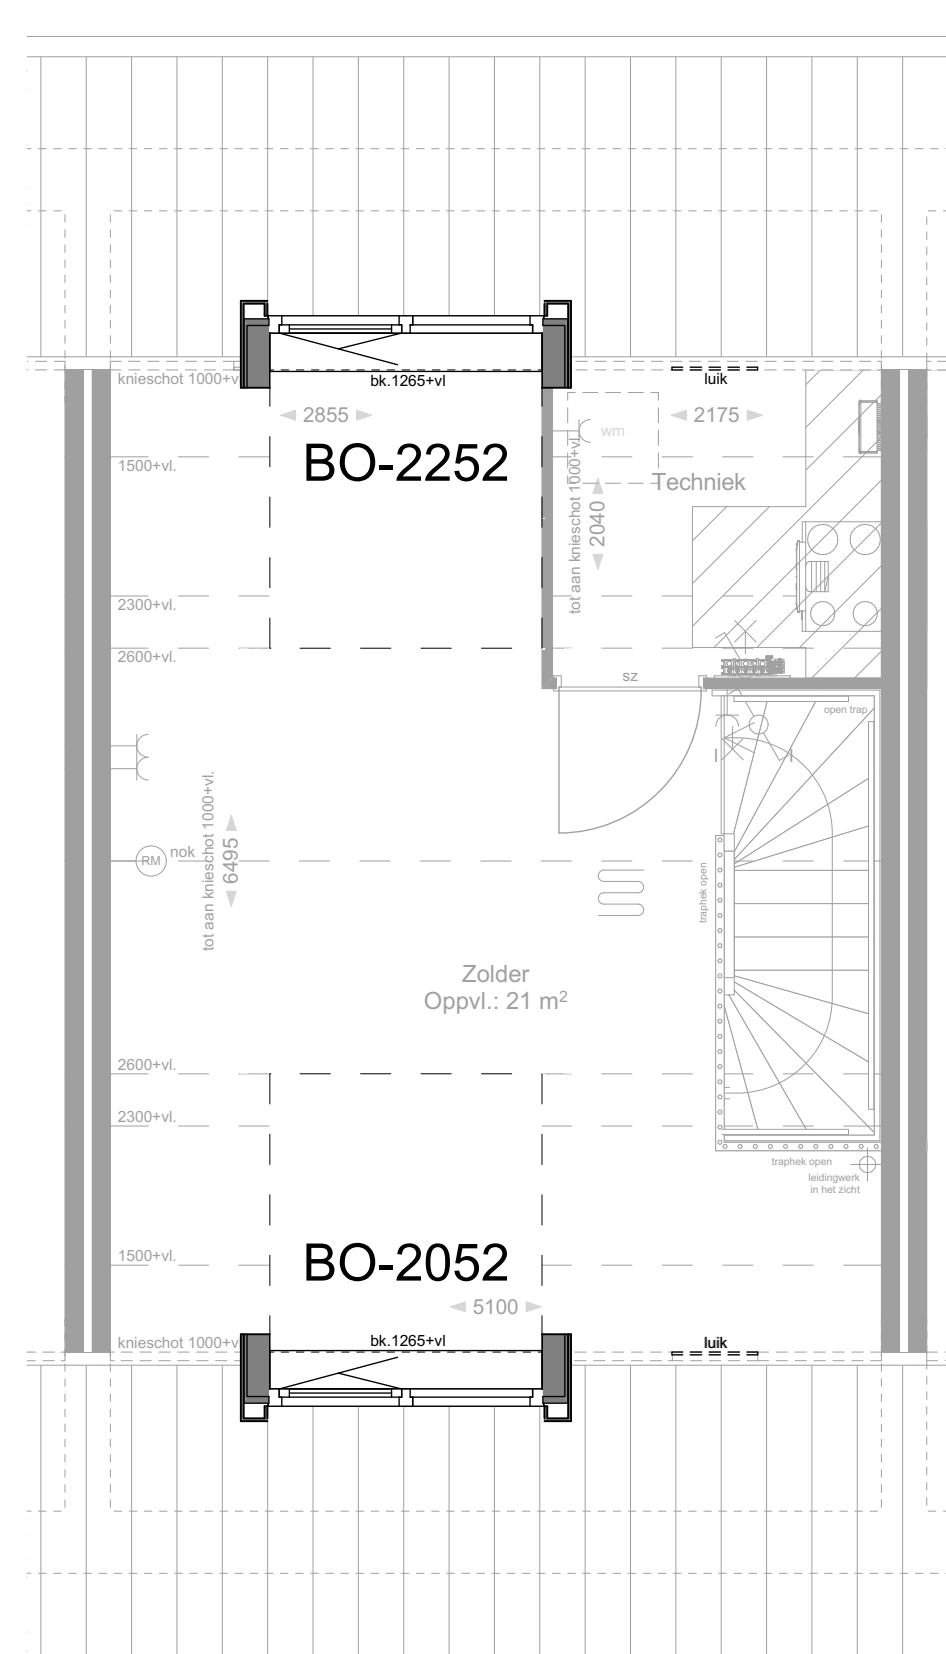 knieschot 1000+v
bk.1265+vl
luik
2855
2175
wm
BO-2252
1500+vl.
Techniek
tot aan knieschot 1000+vl.
2040
2300+vl.
2600+vl.
sz
open trap
nok
RM
tot aan knieschot 1000+vl.
6495
traphek open
Zolder
Oppvl.: 21 m²
2600+vl.
2300+vl.
traphek open
leidingwerk
in het zicht
1500+vl.
BO-2052
5100
knieschot 1000+v
bk.1265+vl
luik